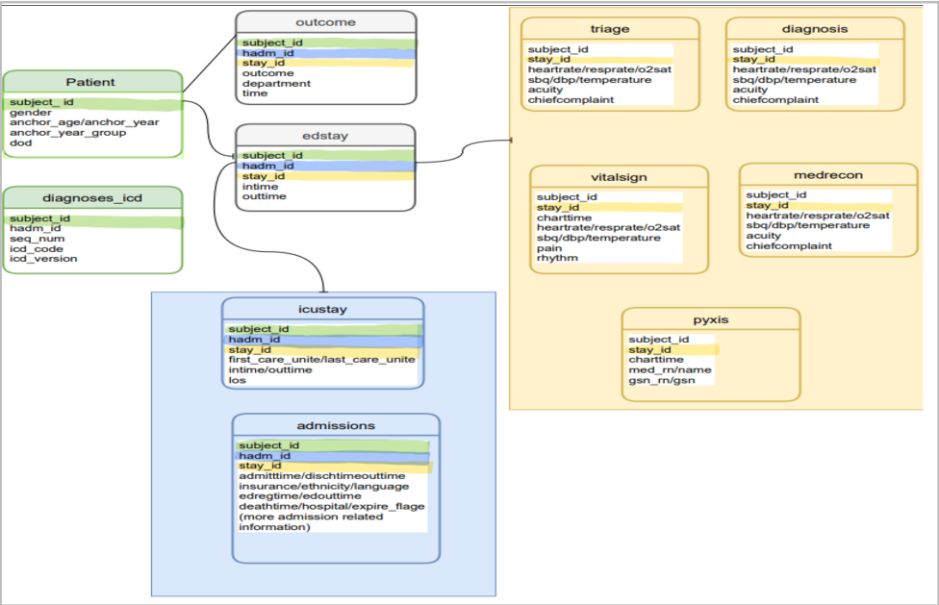 outcome
subject_id
hadm_id
stay_id
outcome
department
time
Patient
subject_ id
gender
anchor_age/anchor_year
anchor_year_group
dod
edstay
subject_id
hadm_id
stay_id
intime
outtime
diagnoses_icd
subject_id
hadm_id
seq_num
icd_code
icd_version
triage
subject_id
stay_id
heartrate/resprate/o2sat
sbq/dbp/temperature
acuity
chiefcomplaint
diagnosis
subject_id
stay_id
heartrate/resprate/o2sat
sbq/dbp/temperature
acuity
chiefcomplaint
vitalsign
subject_id
stay_id
charttime
heartrate/resprate/o2sat
sbq/dbp/temperature
pain
rhythm
medrecon
subject_id
stay_id
heartrate/resprate/o2sat
sbq/dbp/temperature
acuity
chiefcomplaint
pyxis
subject_id
stay_id
charttime
med_rn/name
gsn_rn/gsn
icustay
subject_id
hadm_id
stay_id
first_care_unite/last_care_unite
intime/outtime
los
admissions
subject_id
hadm_id
stay_id
admitttime/dischtimeouttime
insurance/ethnicity/language
edregtime/edouttime
deathtime/hospital/expire_flage
(more admission related
information)